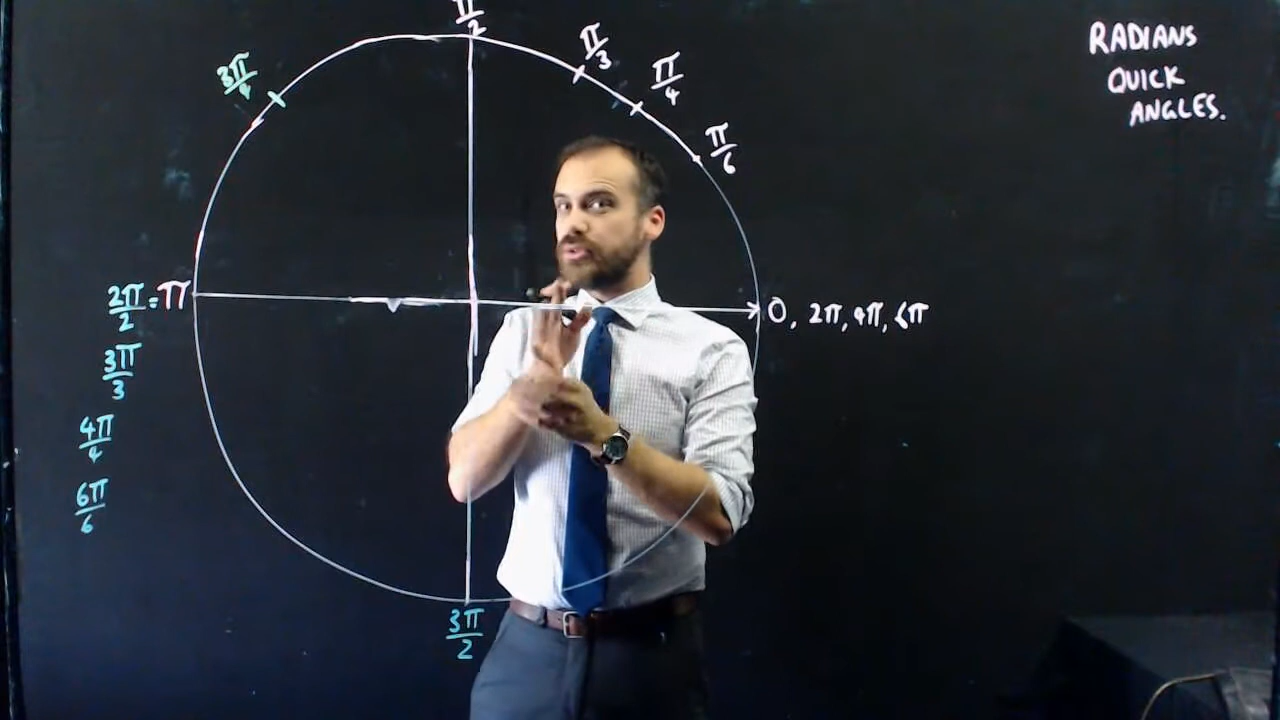 RADIANS
QUICK
ANGLES.
π/2
π/3
π/4
π/6
3π/4
2π/2 = π
3π/3
4π/4
6π/6
0, 2π, 4π, 6π
3π/2